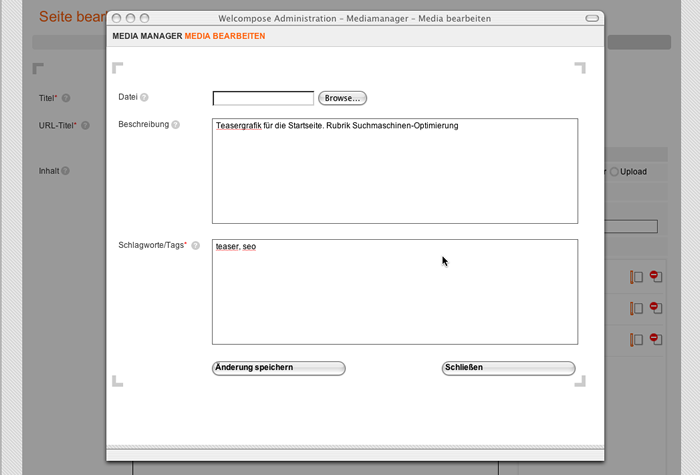 Seite bear
Welcompose Administration – Mediamanager – Media bearbeiten
MEDIA MANAGER MEDIA BEARBEITEN
Titel* ?
URL-Titel* ?
Inhalt ?
Datei ?
Browse...
Beschreibung ?
Teasergrafik für die Startseite. Rubrik Suchmaschinen-Optimierung
Upload
Schlagworte/Tags* ?
teaser, seo
Änderung speichern
Schließen